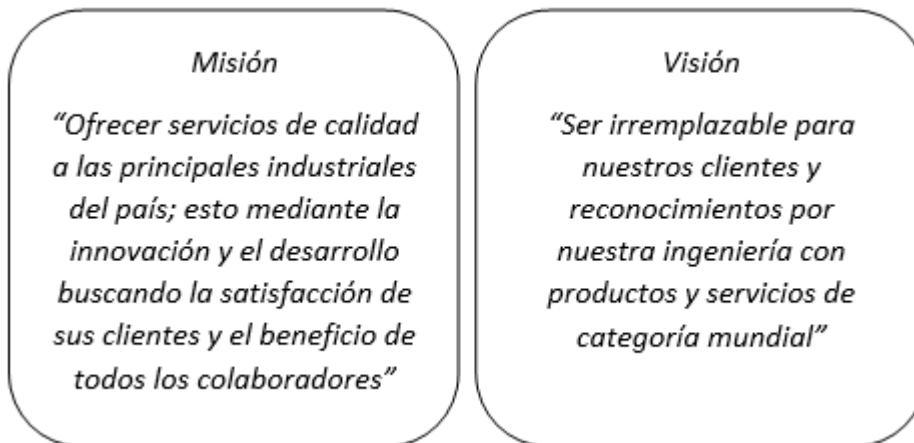 Misión
“Ofrecer servicios de calidad
a las principales industriales
del país; esto mediante la
innovación y el desarrollo
buscando la satisfacción de
sus clientes y el beneficio de
todos los colaboradores”
Visión
“Ser irremplazable para
nuestros clientes y
reconocimientos por
nuestra ingeniería con
productos y servicios de
categoría mundial”